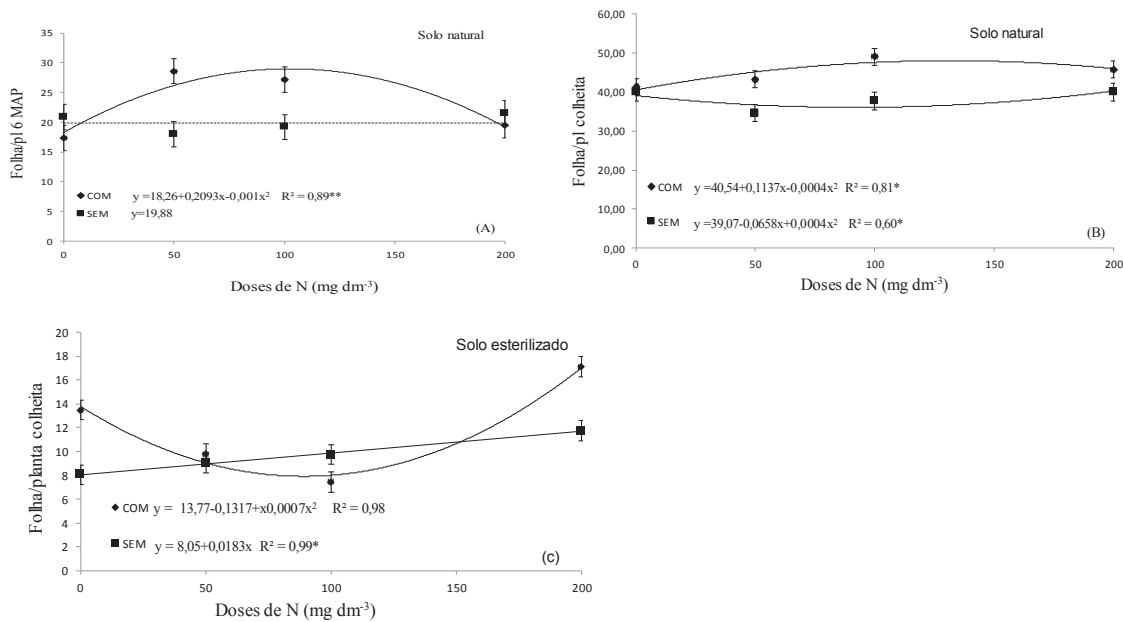 Solo natural
Folha/pl 6 MAP
35
30
25
20
15
10
5
0
COM y =18,26+0,2093x-0,001x² R² = 0,89**
SEM y=19,88
(A)
0 50 100 150 200
Doses de N (mg dm⁻³)
Solo natural
Folha/pl colheita
60,00
50,00
40,00
30,00
20,00
10,00
0,00
COM y =40,54+0,1137x-0,0004x² R² = 0,81*
SEM y =39,07-0,0658x+0,0004x² R² = 0,60*
(B)
0 50 100 150 200
Doses de N (mg dm⁻³)
Solo esterilizado
Folha/planta colheita
20
18
16
14
12
10
8
6
4
2
0
COM y = 13,77-0,1317+x0,0007x² R² = 0,98
SEM y = 8,05+0,0183x R² = 0,99*
(c)
0 50 100 150 200
Doses de N (mg dm⁻³)